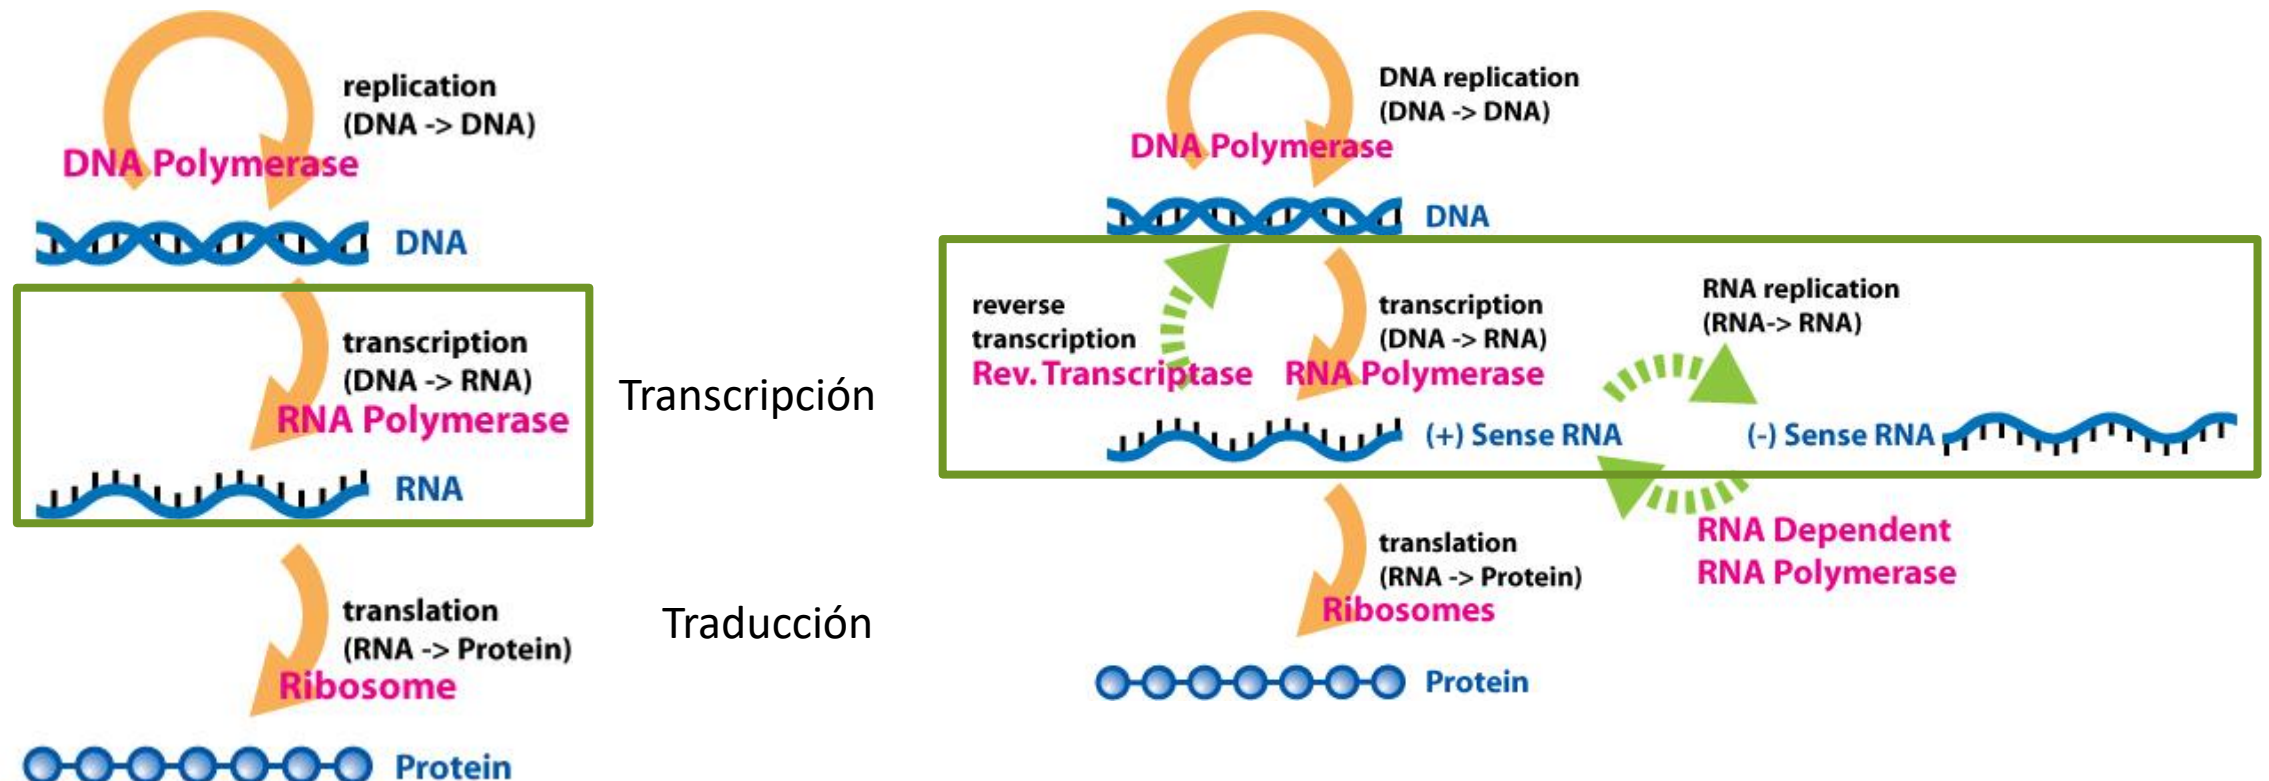 replication
(DNA -> DNA)
DNA Polymerase
DNA
transcription
(DNA -> RNA)
RNA Polymerase
RNA
translation
(RNA -> Protein)
Ribosome
Protein
Transcripción
Traducción
DNA replication
(DNA -> DNA)
DNA Polymerase
DNA
reverse
transcription
Rev. Transcriptase
transcription
(DNA -> RNA)
RNA Polymerase
RNA replication
(RNA-> RNA)
(+) Sense RNA
(-) Sense RNA
RNA Dependent
RNA Polymerase
translation
(RNA -> Protein)
Ribosomes
Protein